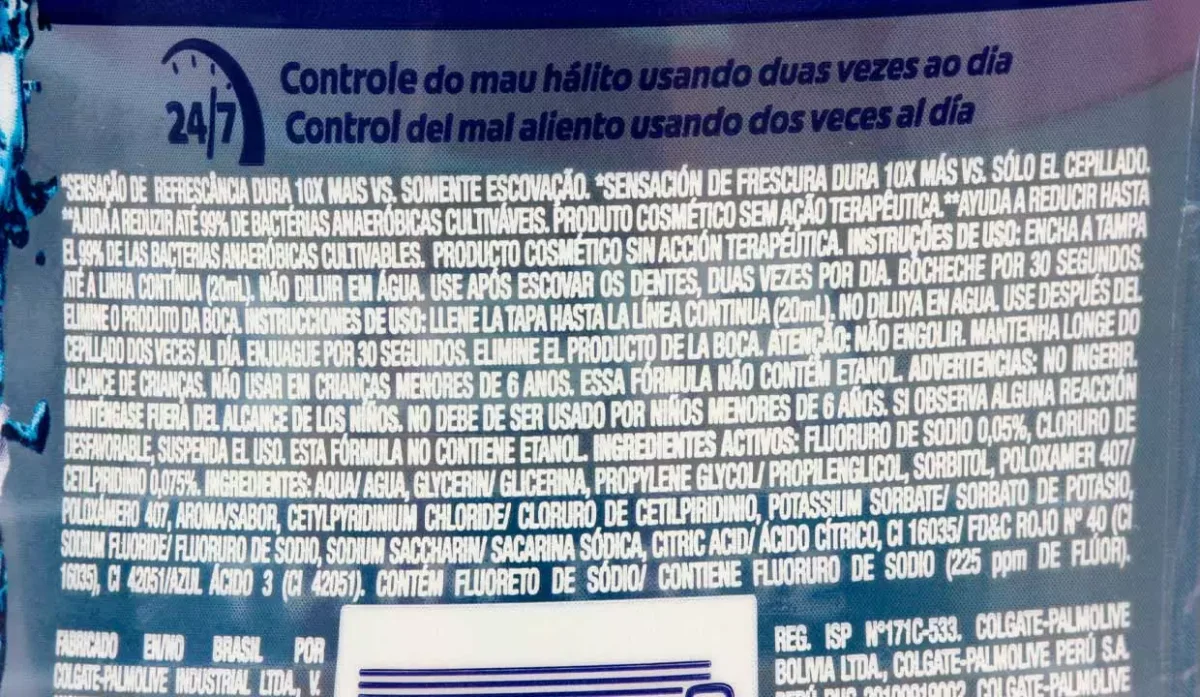 24/7
Controle do mau hálito usando duas vezes ao dia
Control del mal aliento usando dos veces al día
*SENSAÇÃO DE REFRESCÂNCIA DURA 10X MAIS VS. SOMENTE ESCOVAÇÃO. *SENSACIÓN DE FRESCURA DURA 10X MÁS VS. SÓLO EL CEPILLADO.
**AJUDA A REDUZIR ATÉ 99% DE BACTÉRIAS ANAERÓBICAS CULTIVÁVEIS. PRODUTO COSMÉTICO SEM AÇÃO TERAPÊUTICA.**AYUDA A REDUCIR HASTA
EL 99% DE LAS BACTERIAS ANAERÓBICAS CULTIVABLES. PRODUCTO COSMÉTICO SIN ACCIÓN TERAPÉUTICA. INSTRUÇÕES DE USO: ENCHA A TAMPA
ATÉ A LINHA CONTÍNUA (20mL). NÃO DILUIR EM ÁGUA. USE APÓS ESCOVAR OS DENTES, DUAS VEZES POR DIA. BOCHECHE POR 30 SEGUNDOS.
ELIMINE O PRODUTO DA BOCA. INSTRUCCIONES DE USO: LLENE LA TAPA HASTA LA LÍNEA CONTINUA (20mL). NO DILUYA EN AGUA. USE DESPUÉS DEL
CEPILLADO DOS VECES AL DÍA. ENJUAGUE POR 30 SEGUNDOS. ELIMINE EL PRODUCTO DE LA BOCA. ATENÇÃO: NÃO ENGOLIR. MANTENHA LONGE DO
ALCANCE DE CRIANÇAS. NÃO USAR EM CRIANÇAS MENORES DE 6 ANOS. ESSA FÓRMULA NÃO CONTÉM ETANOL. ADVERTENCIAS: NO INGERIR.
MANTÉNGASE FUERA DEL ALCANCE DE LOS NIÑOS. NO DEBE DE SER USADO POR NIÑOS MENORES DE 6 AÑOS. SI OBSERVA ALGUNA REACCIÓN
DESFAVORABLE, SUSPENDA EL USO. ESTA FÓRMULA NO CONTIENE ETANOL. INGREDIENTES ACTIVOS: FLUORURO DE SODIO 0,05%, CLORURO DE
CETILPIRIDINIO 0,075%. INGREDIENTES: AQUA/ AGUA, GLYCERIN/ GLICERINA, PROPYLENE GLYCOL/ PROPILENGLICOL, SORBITOL, POLOXAMER 407/
POLOXÁMERO 407, AROMA/SABOR, CETYLPYRIDINIUM CHLORIDE/ CLORURO DE CETILPIRIDINIO, POTASSIUM SORBATE/ SORBATO DE POTASIO,
SODIUM FLUORIDE/ FLUORURO DE SODIO, SODIUM SACCHARIN/ SACARINA SÓDICA, CITRIC ACID/ ÁCIDO CÍTRICO, CI 16035/ FD&C ROJO Nº 40 (CI
16035), CI 42051/AZUL ÁCIDO 3 (CI 42051). CONTÉM FLUORETO DE SÓDIO/ CONTIENE FLUORURO DE SODIO (225 ppm DE FLÚOR).
FABRICADO EN/NO BRASIL POR
COLGATE-PALMOLIVE INDUSTRIAL LTDA., V.
REG. ISP Nº171C-533. COLGATE-PALMOLIVE
BOLIVIA LTDA., COLGATE-PALMOLIVE PERÚ S.A.